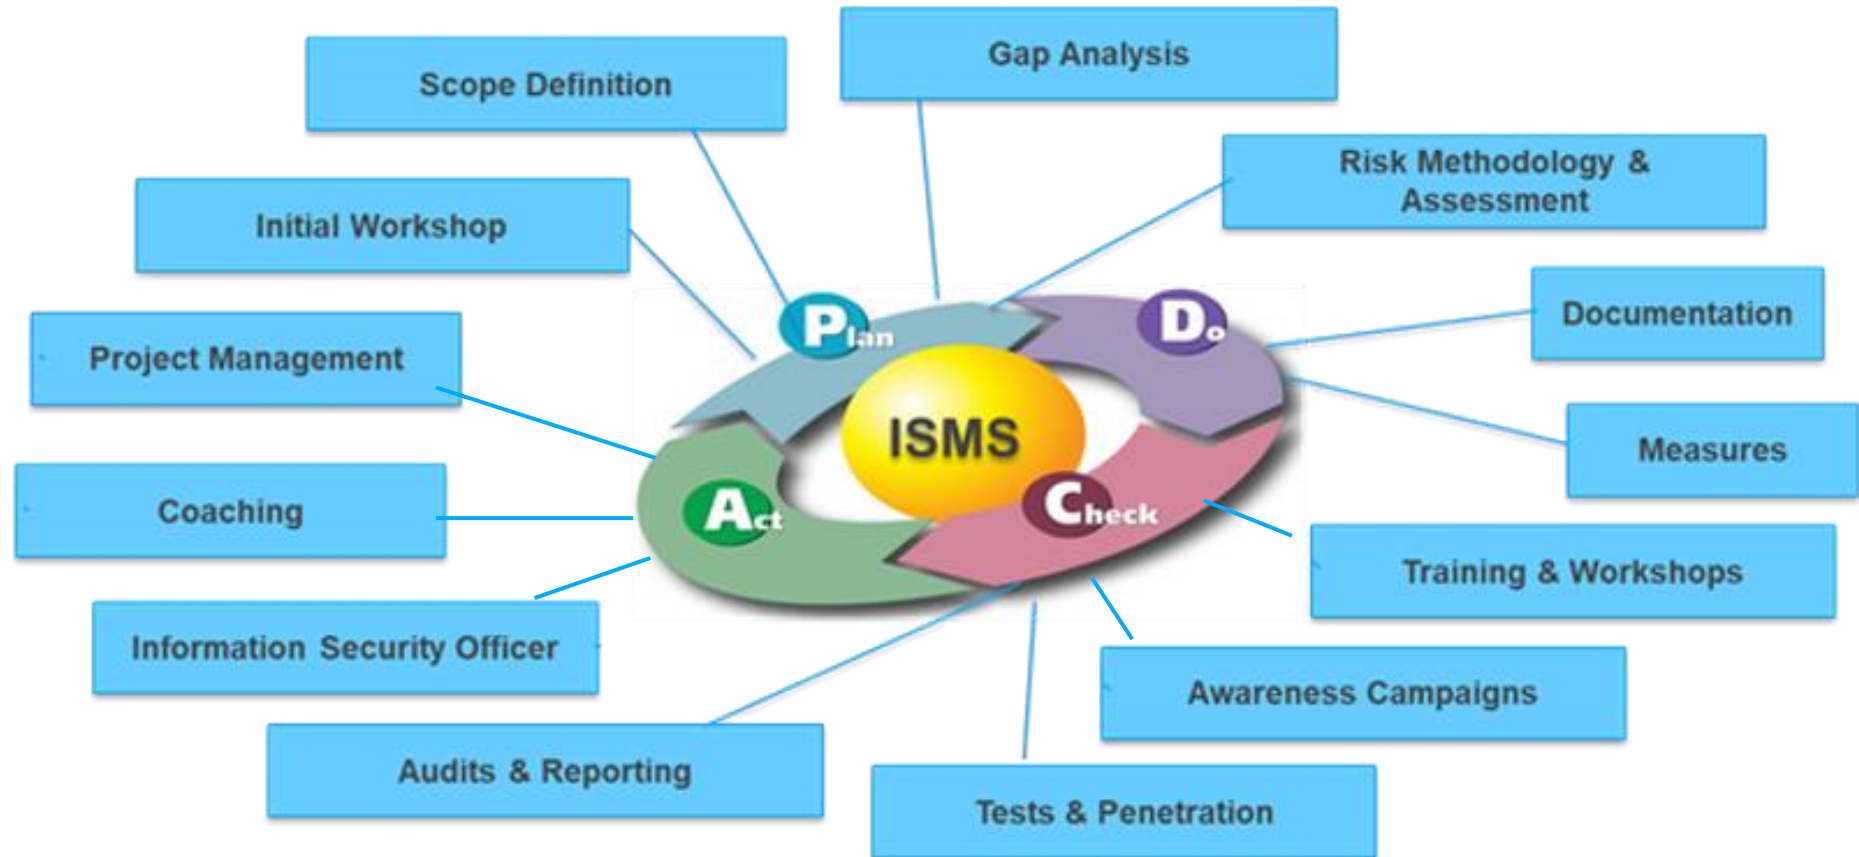 Gap Analysis
Scope Definition
Risk Methodology &
Assessment
Initial Workshop
Documentation
Plan
Do
Project Management
ISMS
Measures
Coaching
Act
Check
Training & Workshops
Information Security Officer
Awareness Campaigns
Audits & Reporting
Tests & Penetration